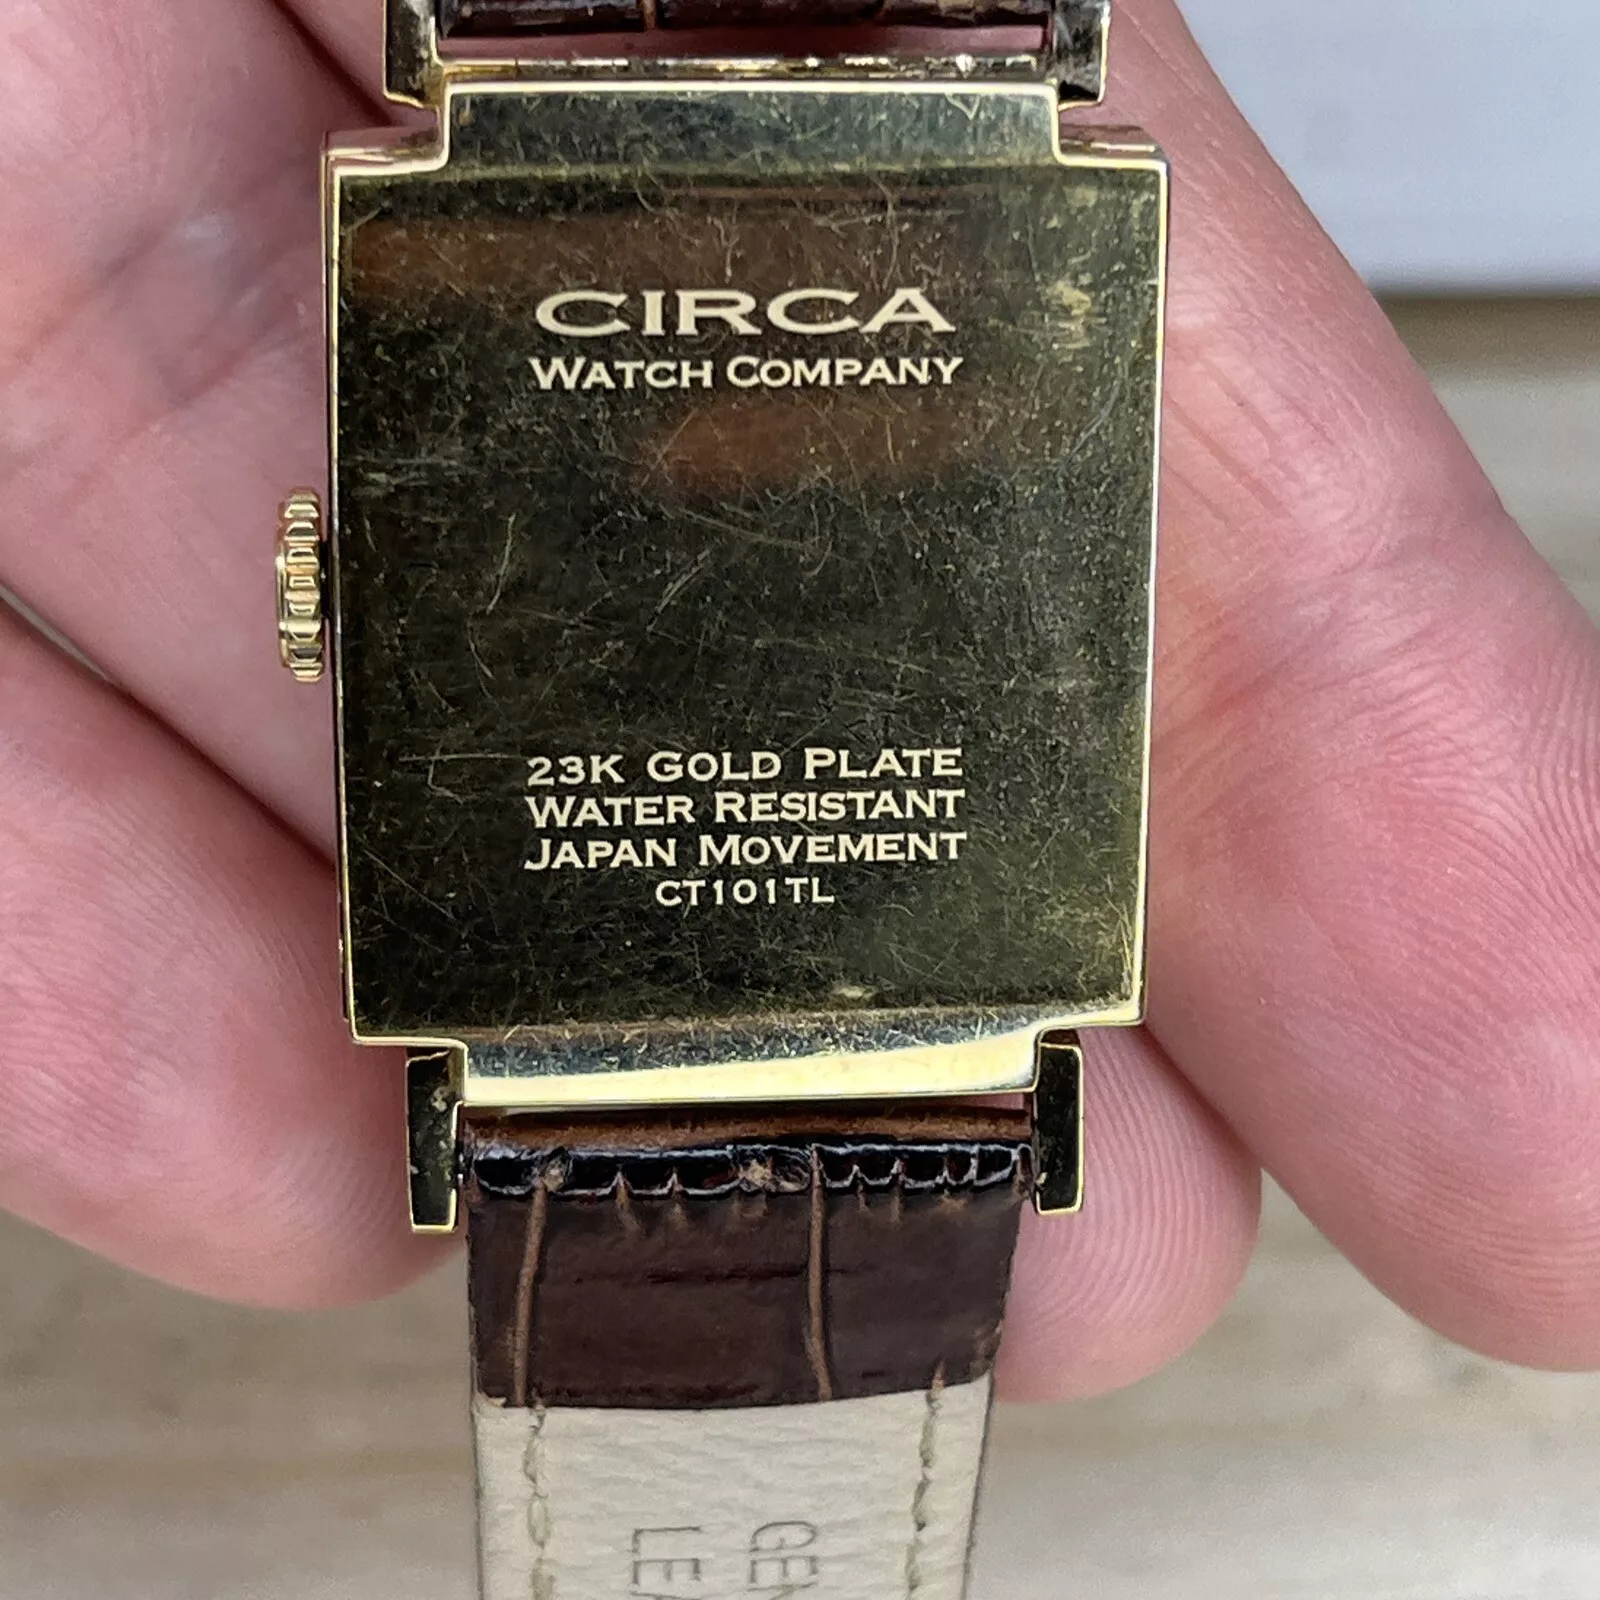 CIRCA
WATCH COMPANY
23K GOLD PLATE
WATER RESISTANT
JAPAN MOVEMENT
CT101TL